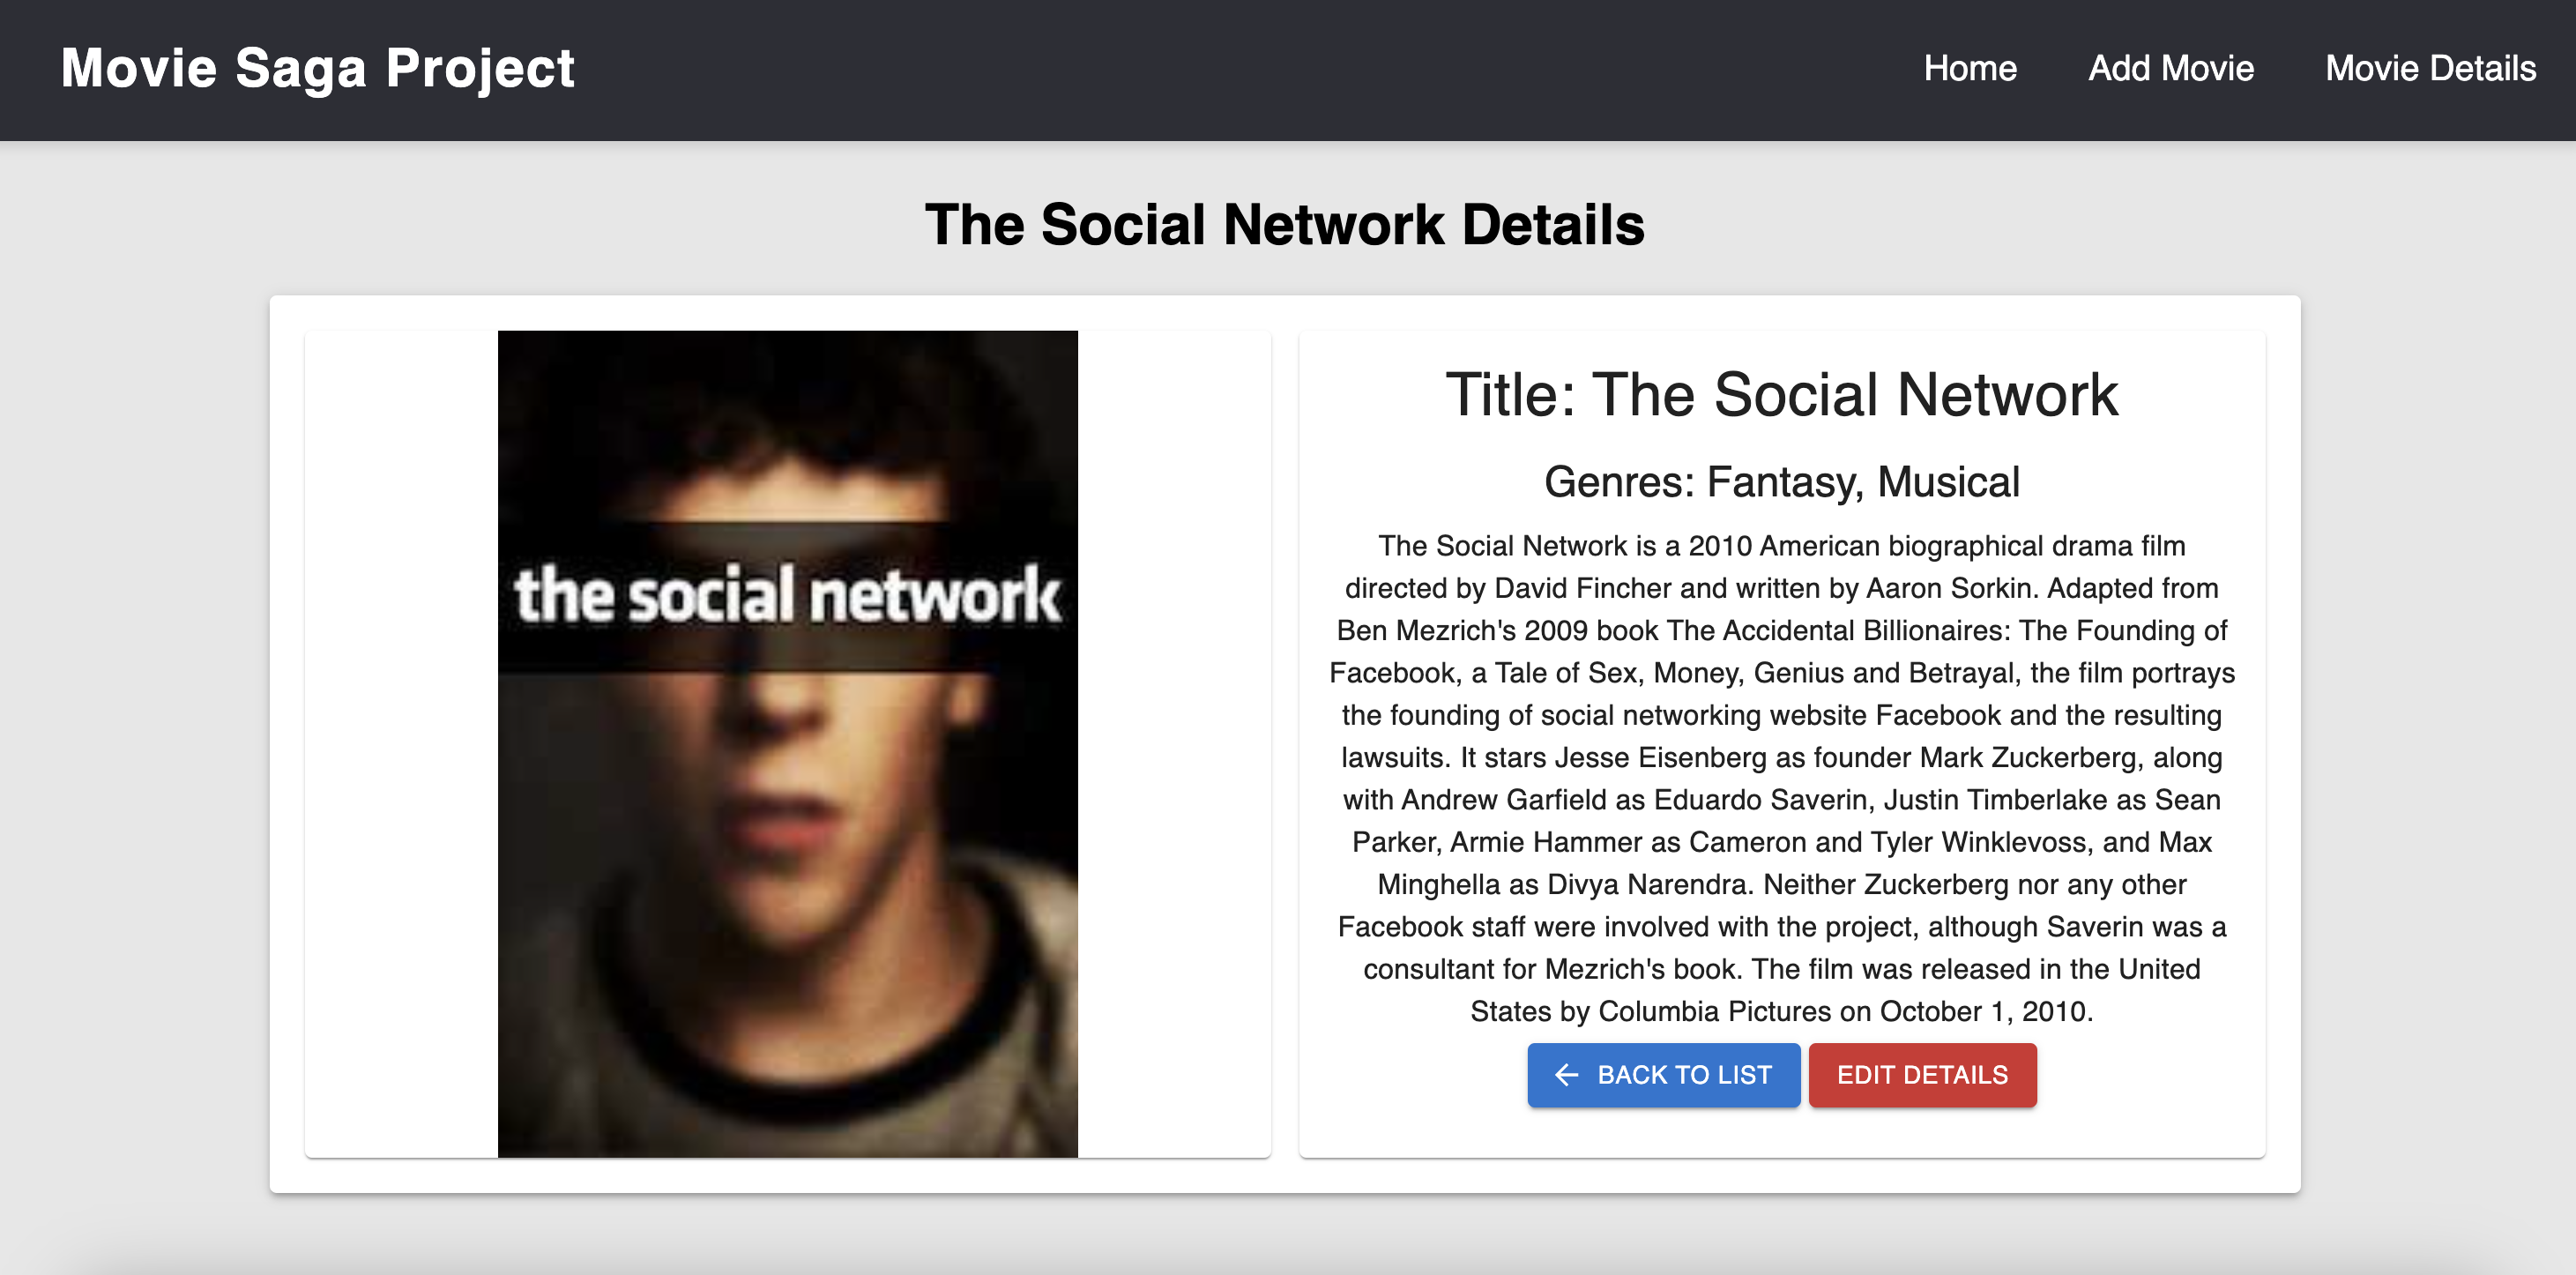 Movie Saga Project
Home
Add Movie
Movie Details
The Social Network Details
the social network
Title: The Social Network
Genres: Fantasy, Musical
The Social Network is a 2010 American biographical drama film
directed by David Fincher and written by Aaron Sorkin. Adapted from
Ben Mezrich's 2009 book The Accidental Billionaires: The Founding of
Facebook, a Tale of Sex, Money, Genius and Betrayal, the film portrays
the founding of social networking website Facebook and the resulting
lawsuits. It stars Jesse Eisenberg as founder Mark Zuckerberg, along
with Andrew Garfield as Eduardo Saverin, Justin Timberlake as Sean
Parker, Armie Hammer as Cameron and Tyler Winklevoss, and Max
Minghella as Divya Narendra. Neither Zuckerberg nor any other
Facebook staff were involved with the project, although Saverin was a
consultant for Mezrich's book. The film was released in the United
States by Columbia Pictures on October 1, 2010.
BACK TO LIST
EDIT DETAILS